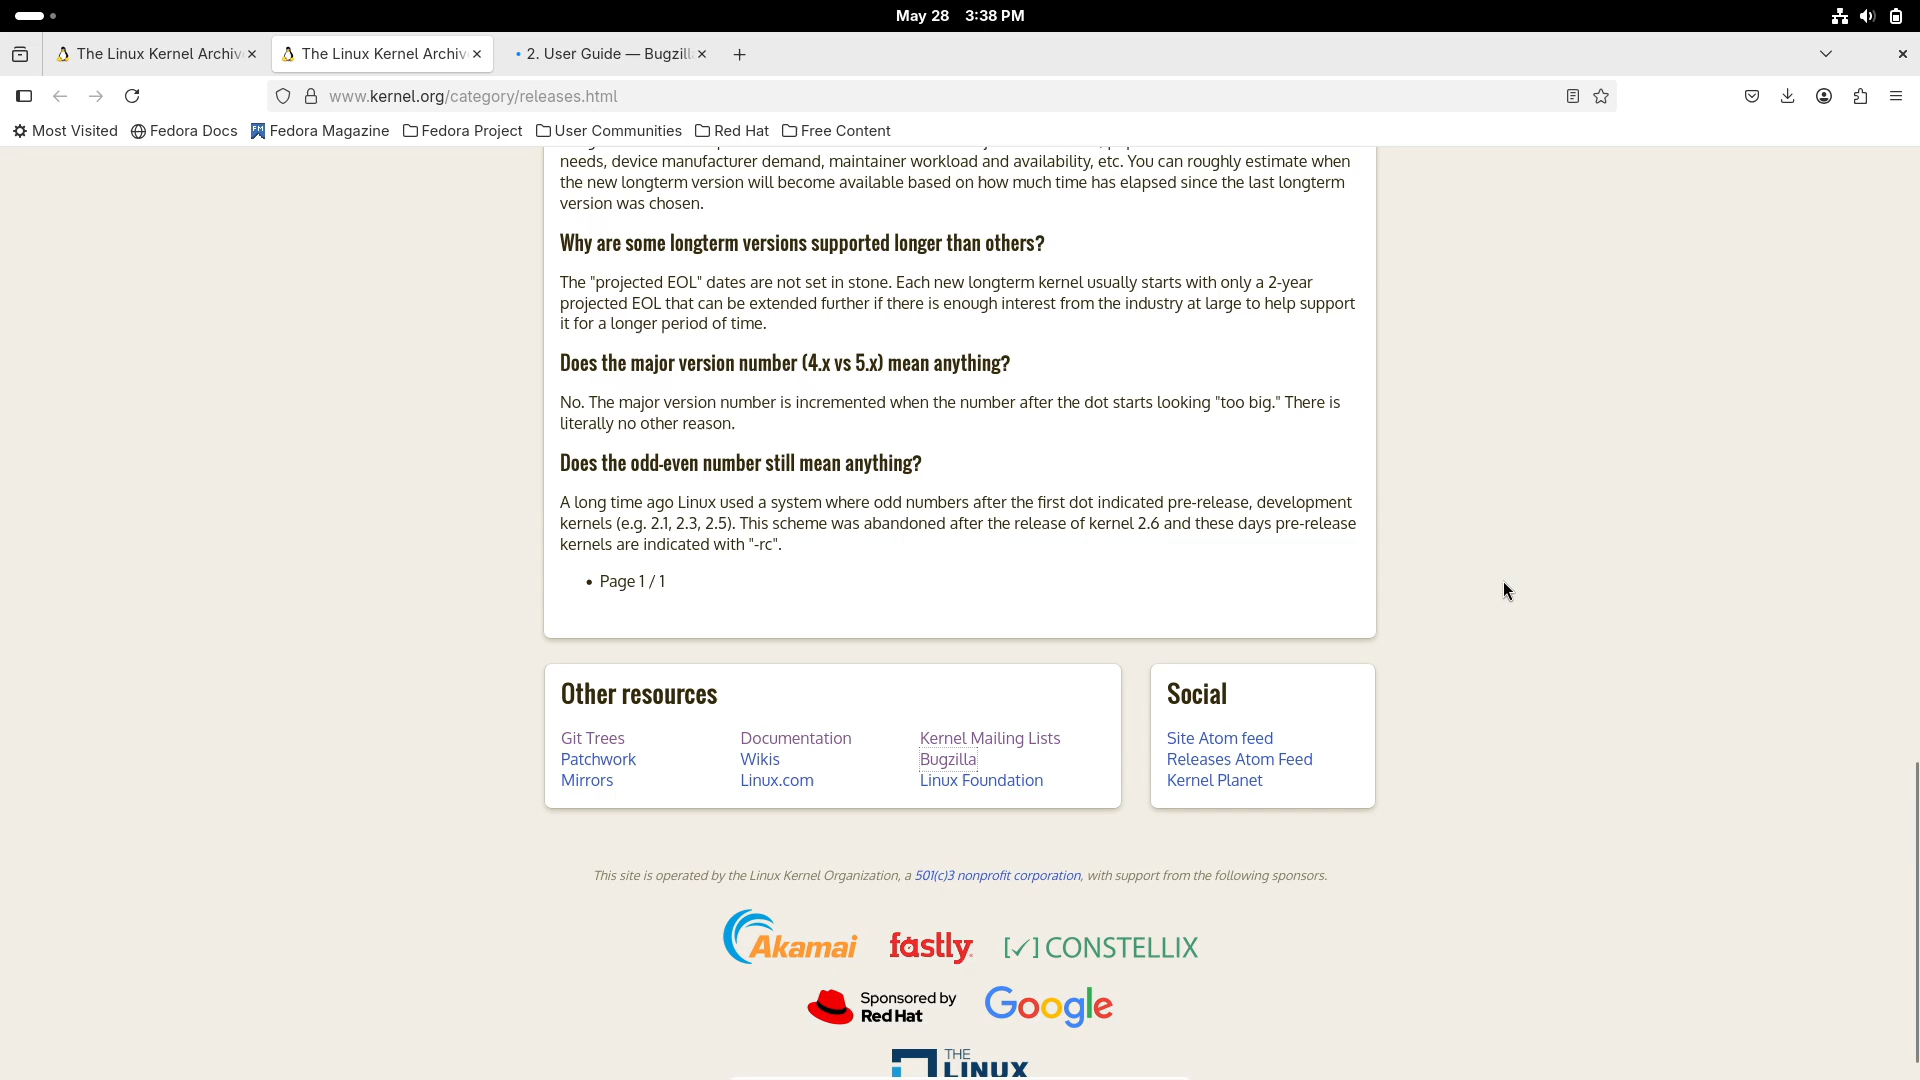 May 28 3:38 PM
The Linux Kernel Archiv
The Linux Kernel Archiv
2. User Guide — Bugzill
www.kernel.org/category/releases.html
Most Visited
Fedora Docs
Fedora Magazine
Fedora Project
User Communities
Red Hat
Free Content
needs, device manufacturer demand, maintainer workload and availability, etc. You can roughly estimate when
the new longterm version will become available based on how much time has elapsed since the last longterm
version was chosen.
Why are some longterm versions supported longer than others?
The "projected EOL" dates are not set in stone. Each new longterm kernel usually starts with only a 2-year
projected EOL that can be extended further if there is enough interest from the industry at large to help support
it for a longer period of time.
Does the major version number (4.x vs 5.x) mean anything?
No. The major version number is incremented when the number after the dot starts looking "too big." There is
literally no other reason.
Does the odd-even number still mean anything?
A long time ago Linux used a system where odd numbers after the first dot indicated pre-release, development
kernels (e.g. 2.1, 2.3, 2.5). This scheme was abandoned after the release of kernel 2.6 and these days pre-release
kernels are indicated with "-rc".
• Page 1 / 1
Other resources
Git Trees
Documentation
Kernel Mailing Lists
Patchwork
Wikis
Bugzilla
Mirrors
Linux.com
Linux Foundation
Social
Site Atom feed
Releases Atom Feed
Kernel Planet
This site is operated by the Linux Kernel Organization, a 501(c)3 nonprofit corporation, with support from the following sponsors.
Akamai
fastly
[✓] CONSTELLIX
Sponsored by
Red Hat
Google
THE
LINUX